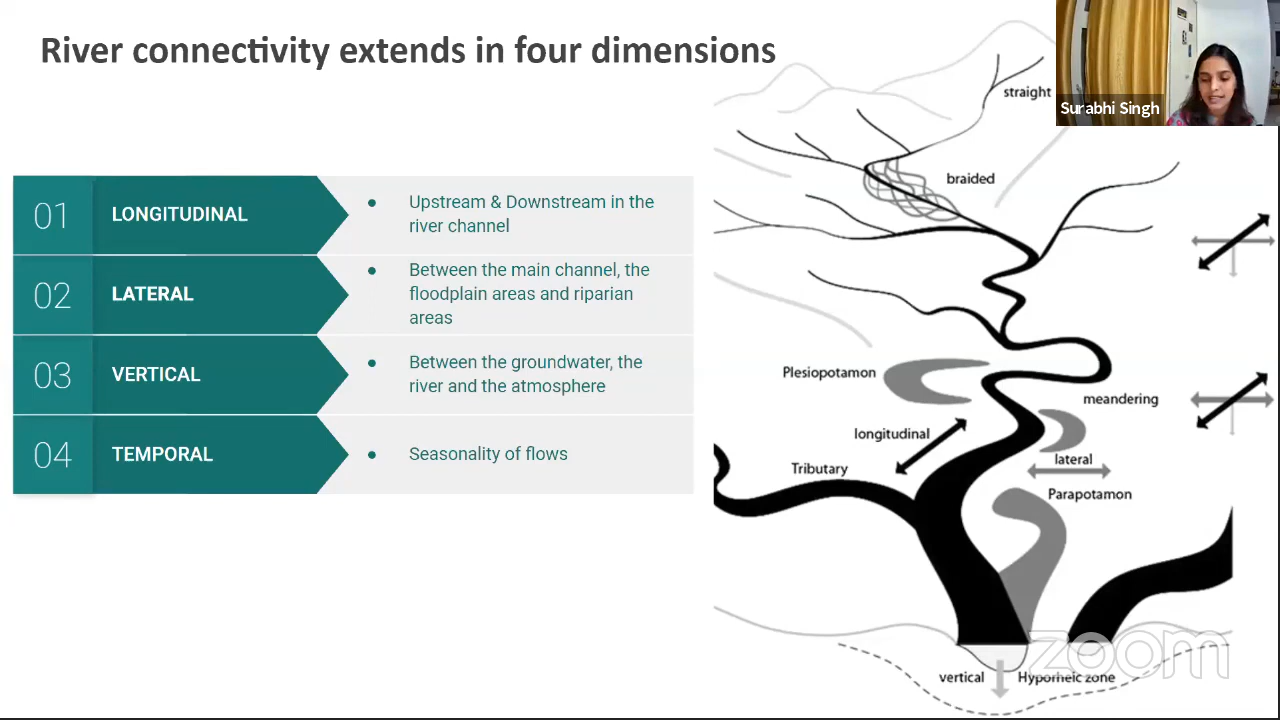 River connectivity extends in four dimensions
Surabhi Singh
01
LONGITUDINAL
Upstream & Downstream in the
river channel
02
LATERAL
Between the main channel, the
floodplain areas and riparian
areas
03
VERTICAL
Between the groundwater, the
river and the atmosphere
04
TEMPORAL
Seasonality of flows
straight
braided
Plesiopotamon
meandering
longitudinal
lateral
Tributary
Parapotamon
vertical
Hyporheic zone
zoom